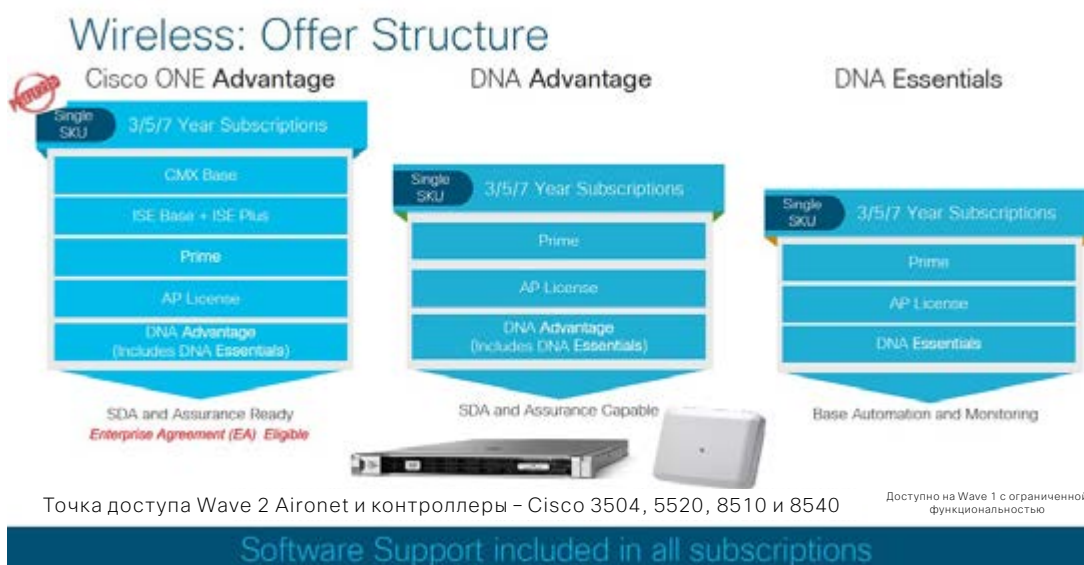 Wireless: Offer Structure
Cisco ONE Advantage
Single
SKU
3/5/7 Year Subscriptions
CMX Base
ISE Base + ISE Plus
Prime
AP License
DNA Advantage
(Includes DNA Essentials)
SDA and Assurance Ready
Enterprise Agreement (EA) Eligible
DNA Advantage
Single
SKU
3/5/7 Year Subscriptions
Prime
AP License
DNA Advantage
(Includes DNA Essentials)
SDA and Assurance Capable
DNA Essentials
Single
SKU
3/5/7 Year Subscriptions
Prime
AP License
DNA Essentials
Base Automation and Monitoring
Точка доступа Wave 2 Aironet и контроллеры – Cisco 3504, 5520, 8510 и 8540
Доступно на Wave 1 с ограниченной
функциональностью
Software Support included in all subscriptions